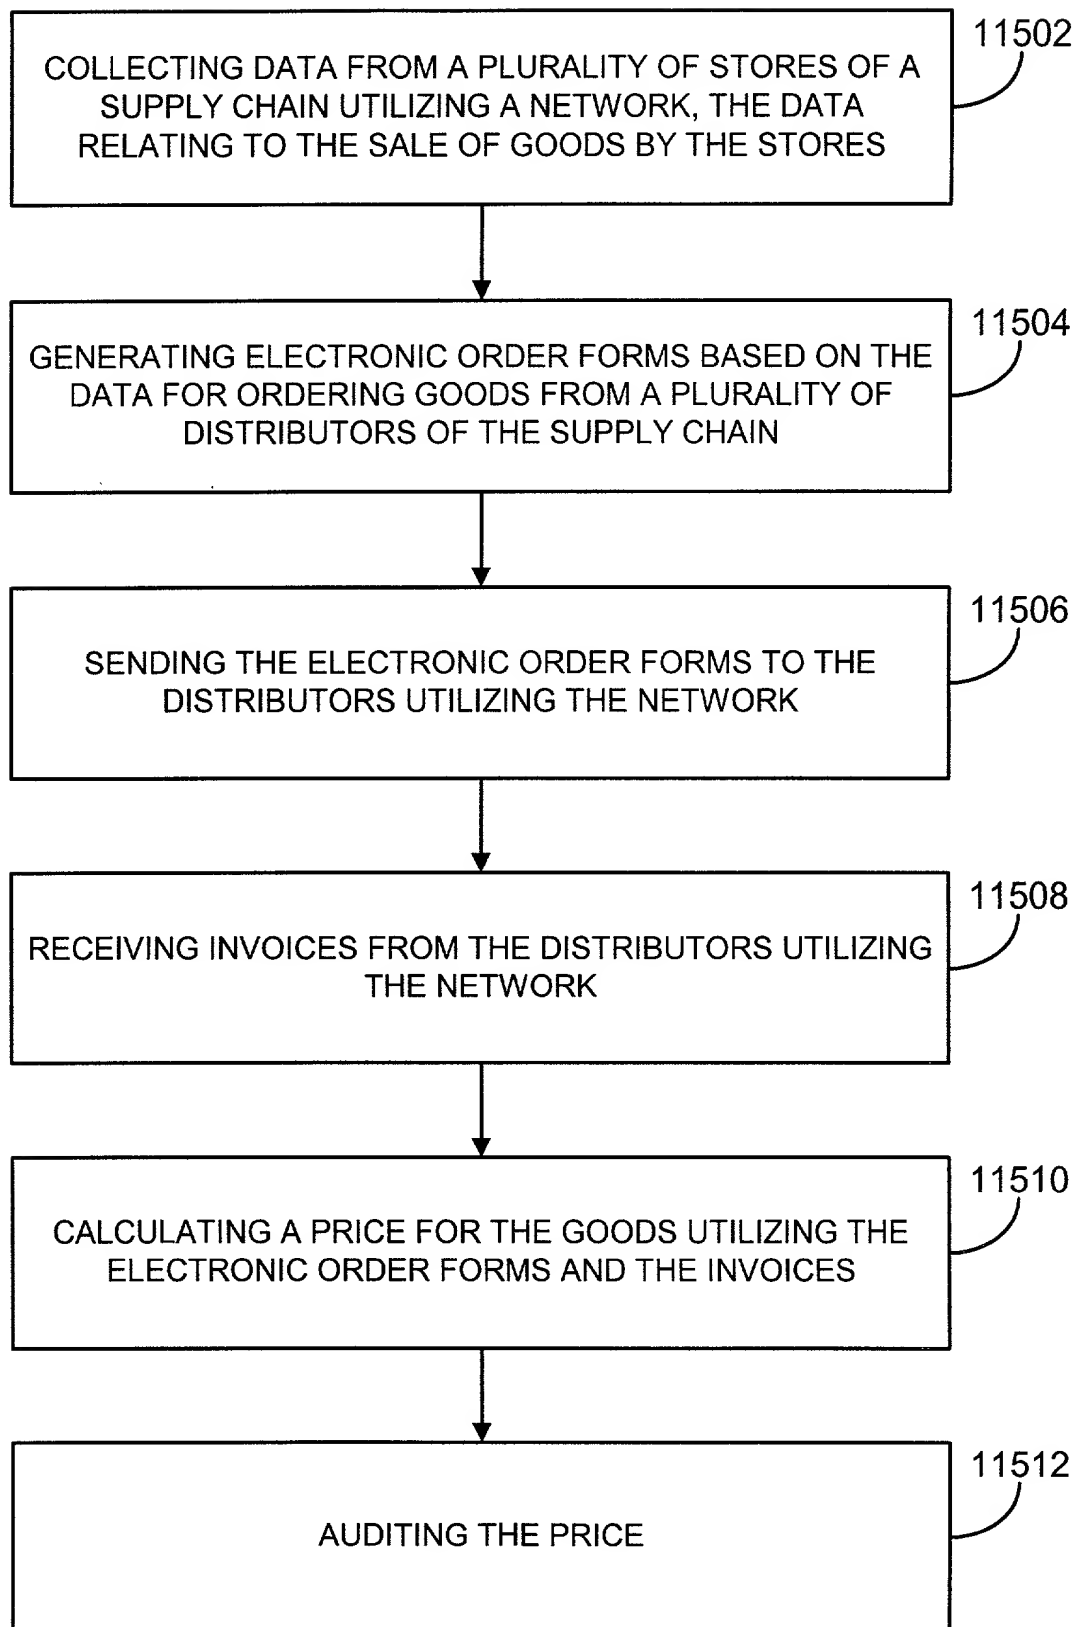 11502
COLLECTING DATA FROM A PLURALITY OF STORES OF A
SUPPLY CHAIN UTILIZING A NETWORK, THE DATA
RELATING TO THE SALE OF GOODS BY THE STORES
11504
GENERATING ELECTRONIC ORDER FORMS BASED ON THE
DATA FOR ORDERING GOODS FROM A PLURALITY OF
DISTRIBUTORS OF THE SUPPLY CHAIN
11506
SENDING THE ELECTRONIC ORDER FORMS TO THE
DISTRIBUTORS UTILIZING THE NETWORK
11508
RECEIVING INVOICES FROM THE DISTRIBUTORS UTILIZING
THE NETWORK
11510
CALCULATING A PRICE FOR THE GOODS UTILIZING THE
ELECTRONIC ORDER FORMS AND THE INVOICES
11512
AUDITING THE PRICE